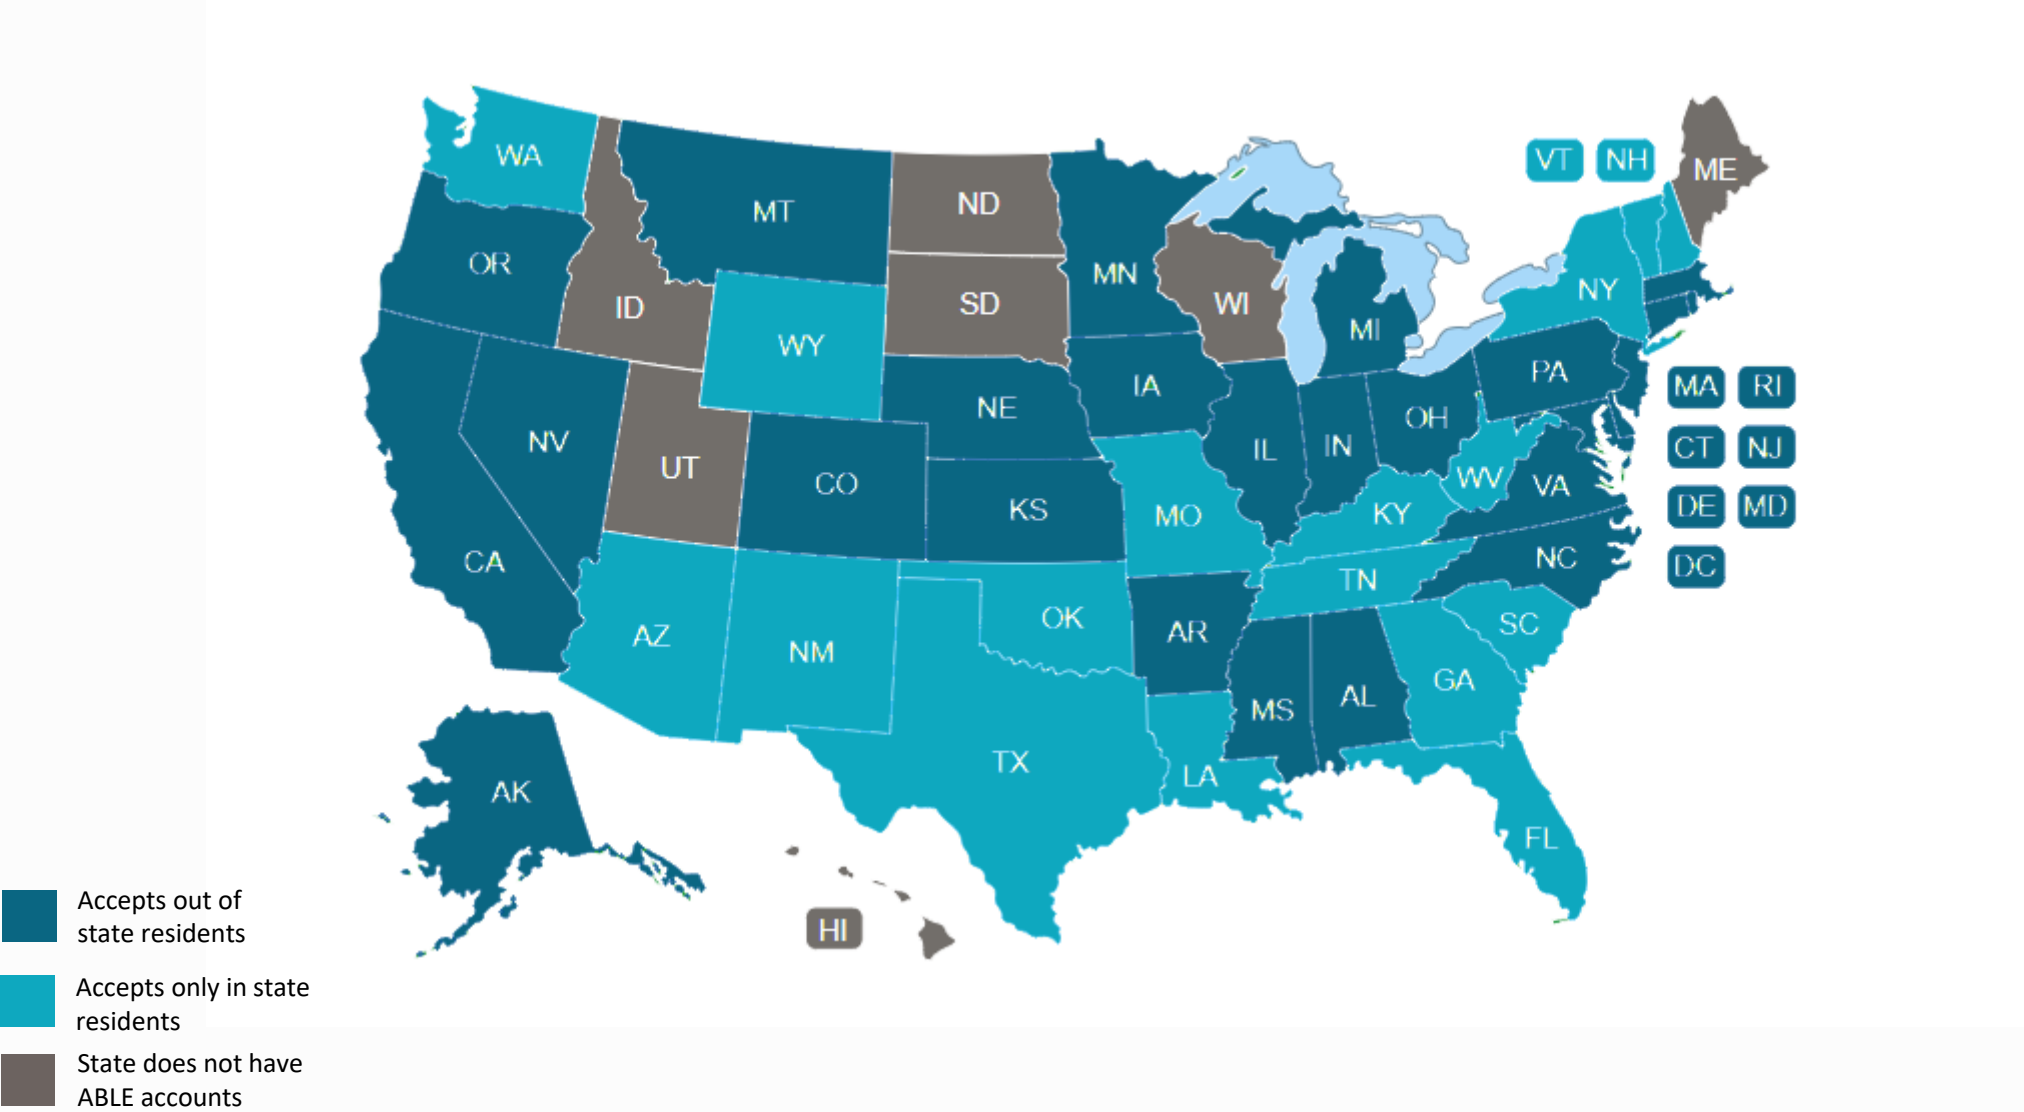 WA
MT
ND
MN
VT NH
ME
OR
ID
SD
WI
MI
NY
WY
NE
IA
PA
MA RI
NV
UT
CO
KS
IL
IN
OH
WV
VA
CT NJ
CA
MO
KY
NC
DE MD
DC
AZ
NM
OK
AR
TN
SC
GA
MS
AL
TX
LA
FL
AK
HI
Accepts out of
state residents
Accepts only in state
residents
State does not have
ABLE accounts